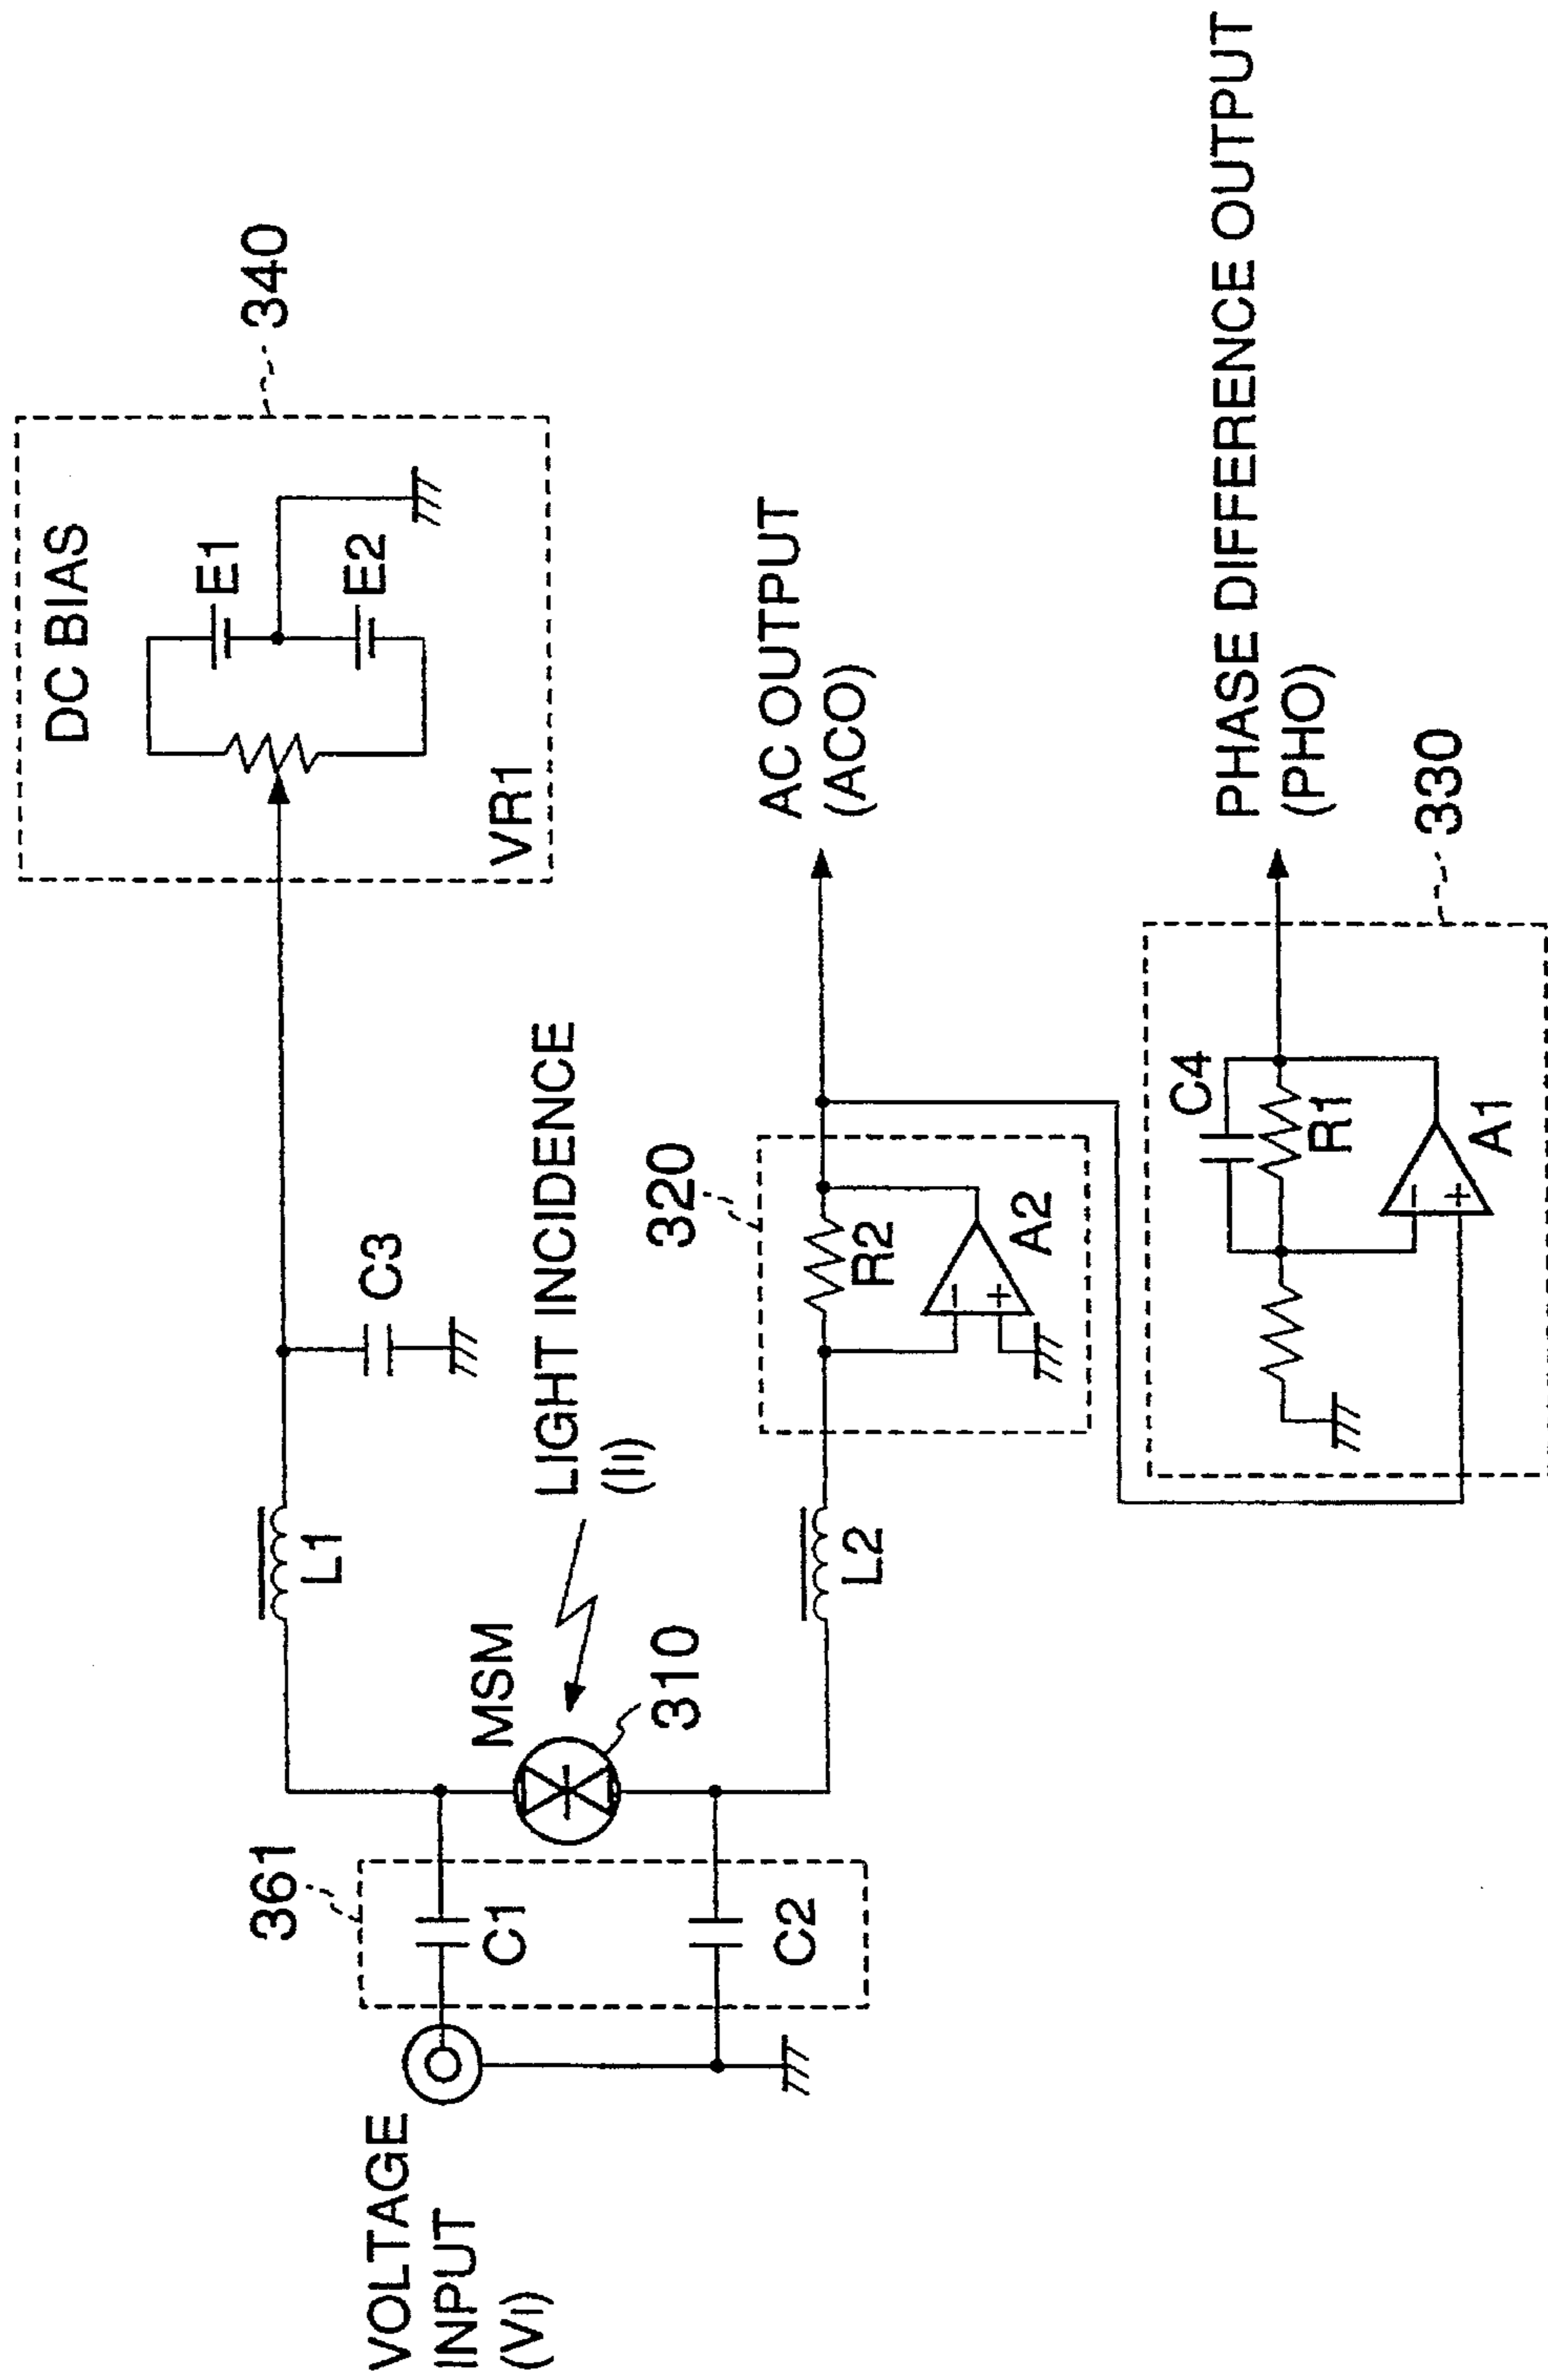 VOLTAGE
INPUT
(VI)
361
C1
C2
MSM
310
LIGHT INCIDENCE
(II)
L1
C3
DC BIAS
E1
E2
VR1
340
L2
320
R2
A2
−
+
AC OUTPUT
(ACO)
C4
R1
A1
−
+
330
PHASE DIFFERENCE OUTPUT
(PHO)